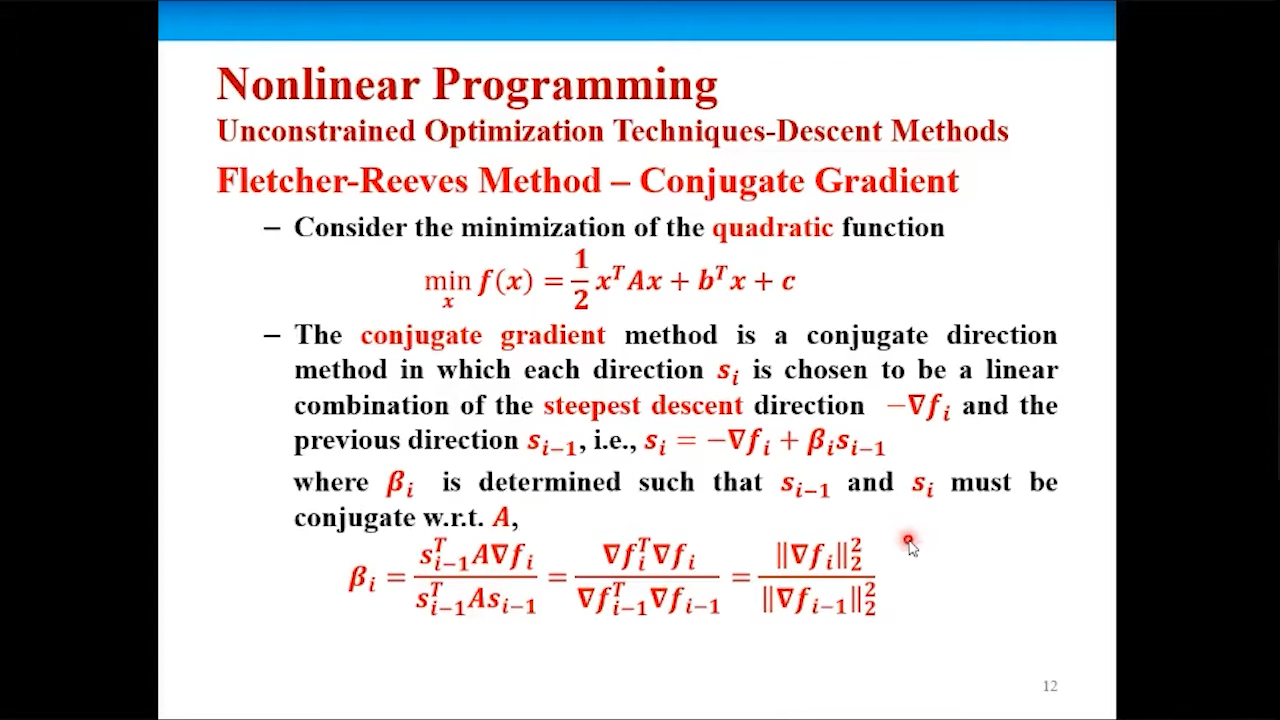 Nonlinear Programming
Unconstrained Optimization Techniques-Descent Methods
Fletcher-Reeves Method – Conjugate Gradient
– Consider the minimization of the quadratic function
min_x f(x) = 1/2 x^T Ax + b^T x + c
– The conjugate gradient method is a conjugate direction
method in which each direction s_i is chosen to be a linear
combination of the steepest descent direction −∇f_i and the
previous direction s_{i−1}, i.e., s_i = −∇f_i + β_i s_{i−1}
where β_i is determined such that s_{i−1} and s_i must be
conjugate w.r.t. A,
β_i = (s_{i−1}^T A∇f_i)/(s_{i−1}^T As_{i−1}) = (∇f_i^T ∇f_i)/(∇f_{i−1}^T ∇f_{i−1}) = ‖∇f_i‖_2^2/‖∇f_{i−1}‖_2^2
12